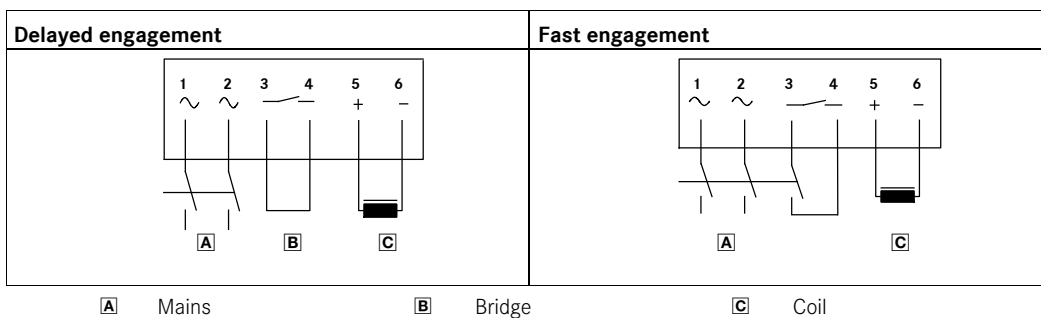 Delayed engagement Fast engagement
1 2 3 4 5 6 1 2 3 4 5 6
+ − + −
A B C A C
A Mains B Bridge C Coil